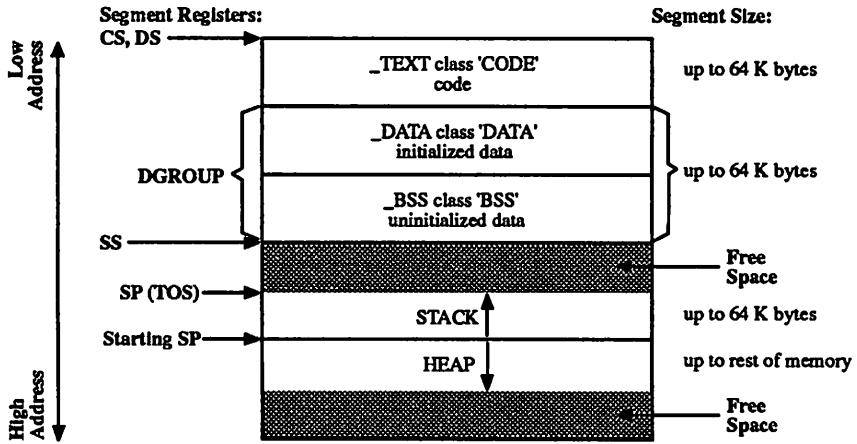 Segment Registers:
Segment Size:
CS, DS
Low
Address
_TEXT class 'CODE'
code
up to 64 K bytes
DGROUP
_DATA class 'DATA'
initialized data
_BSS class 'BSS'
uninitialized data
up to 64 K bytes
SS
Free
Space
SP (TOS)
STACK
up to 64 K bytes
Starting SP
HEAP
up to rest of memory
High
Address
Free
Space